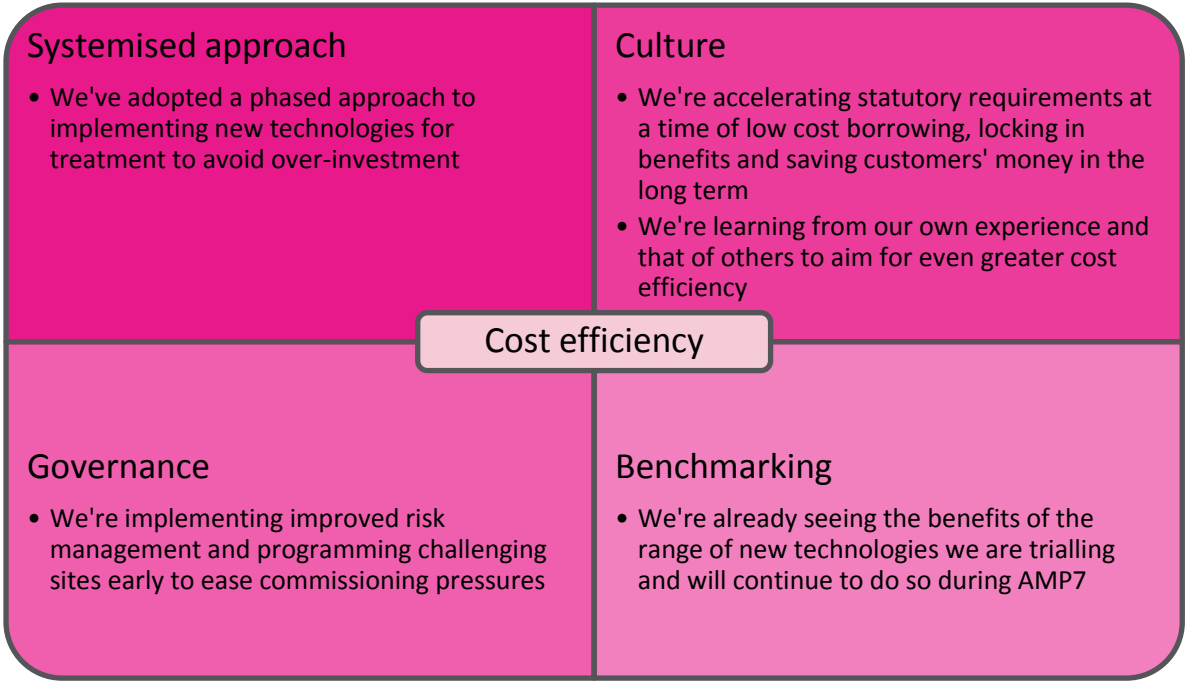 Systemised approach
• We've adopted a phased approach to
implementing new technologies for
treatment to avoid over-investment
Culture
• We're accelerating statutory requirements at
a time of low cost borrowing, locking in
benefits and saving customers' money in the
long term
• We're learning from our own experience and
that of others to aim for even greater cost
efficiency
Cost efficiency
Governance
• We're implementing improved risk
management and programming challenging
sites early to ease commissioning pressures
Benchmarking
• We're already seeing the benefits of the
range of new technologies we are trialling
and will continue to do so during AMP7